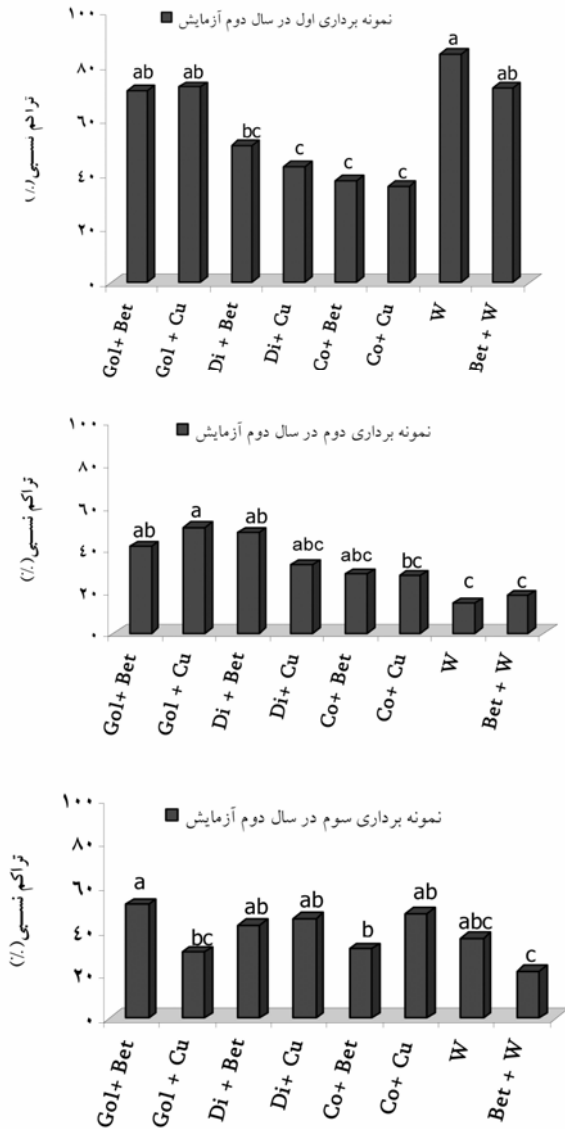 نمونه برداری اول در سال دوم آزمایش
تراکم نسبی (٪)
۱۰۰
۸۰
۶۰
۴۰
۲۰
۰
ab ab bc c c c a ab
Gol+ Bet Gol + Cu Di + Bet Di+ Cu Co+ Bet Co+ Cu W Bet + W
نمونه برداری دوم در سال دوم آزمایش
تراکم نسبی (٪)
۱۰۰
۸۰
۶۰
۴۰
۲۰
۰
ab a ab abc abc bc c c
Gol+ Bet Gol + Cu Di + Bet Di+ Cu Co+ Bet Co+ Cu W Bet + W
نمونه برداری سوم در سال دوم آزمایش
تراکم نسبی (٪)
۱۰۰
۸۰
۶۰
۴۰
۲۰
۰
a bc ab ab b ab abc c
Gol+ Bet Gol + Cu Di + Bet Di+ Cu Co+ Bet Co+ Cu W Bet + W